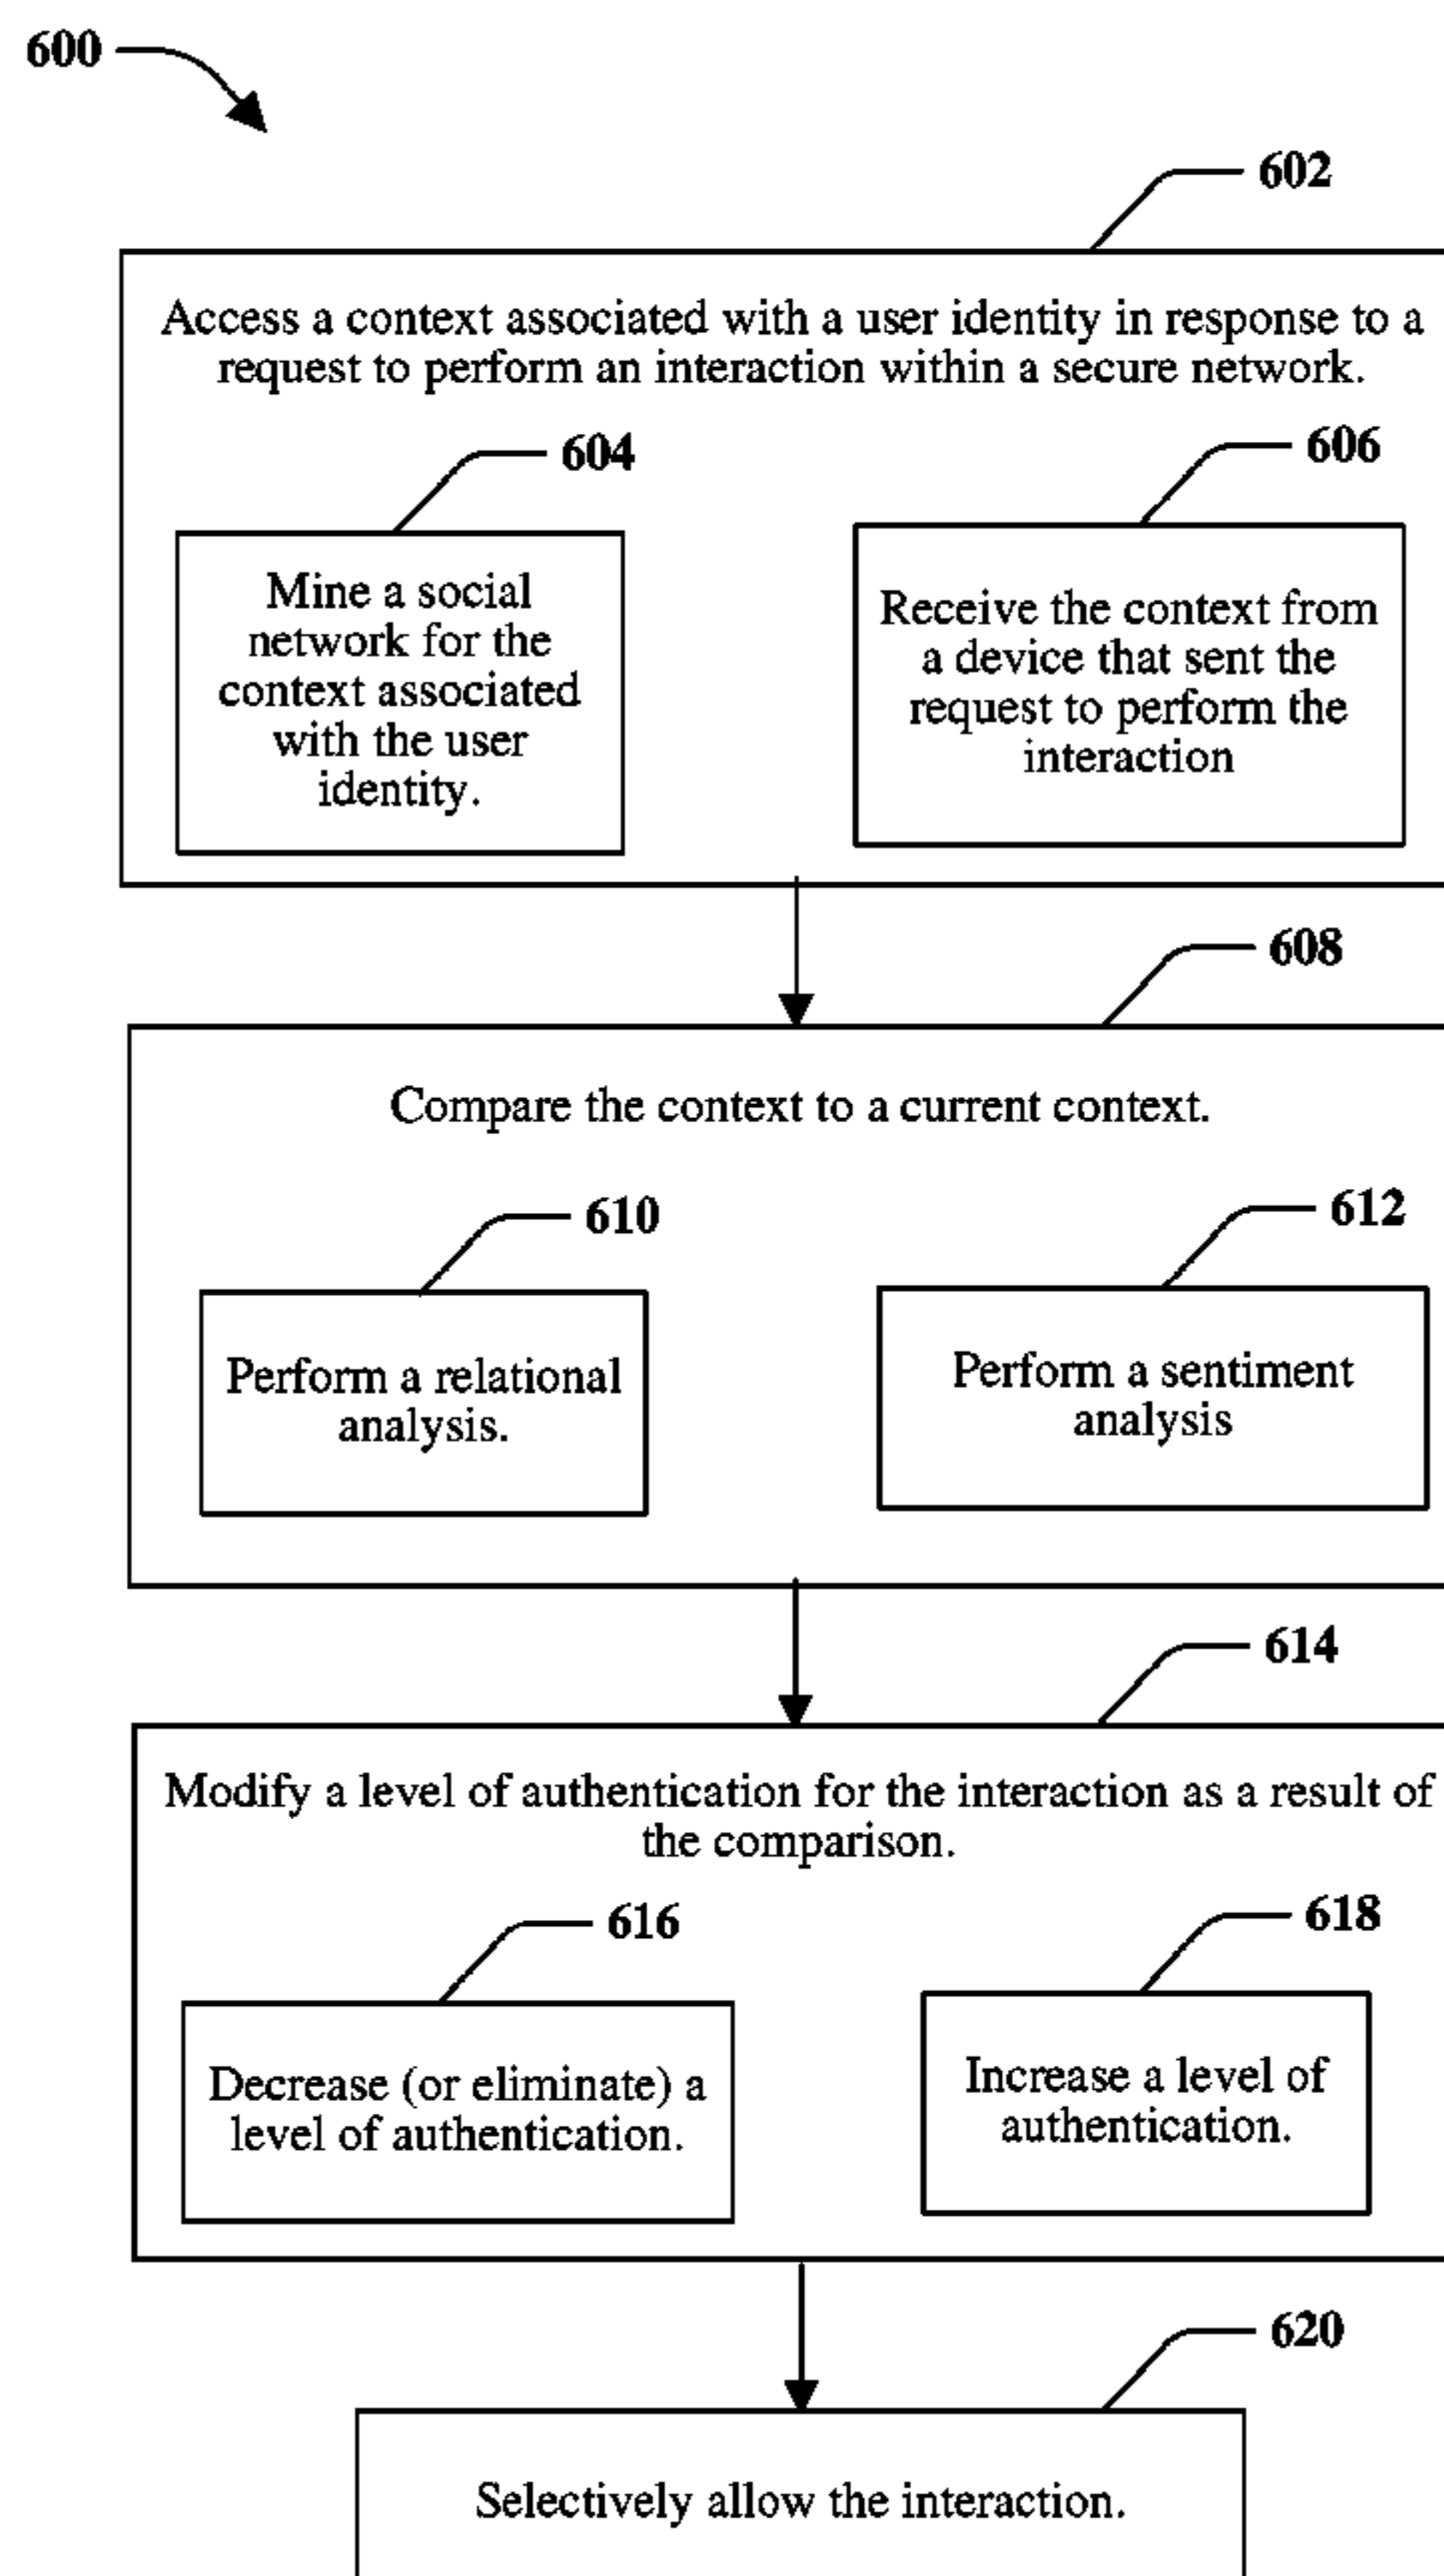 600
602
Access a context associated with a user identity in response to a
request to perform an interaction within a secure network.
604
606
Mine a social
network for the
context associated
with the user
identity.
Receive the context from
a device that sent the
request to perform the
interaction
608
Compare the context to a current context.
610
612
Perform a relational
analysis.
Perform a sentiment
analysis
614
Modify a level of authentication for the interaction as a result of
the comparison.
616
618
Decrease (or eliminate) a
level of authentication.
Increase a level of
authentication.
620
Selectively allow the interaction.